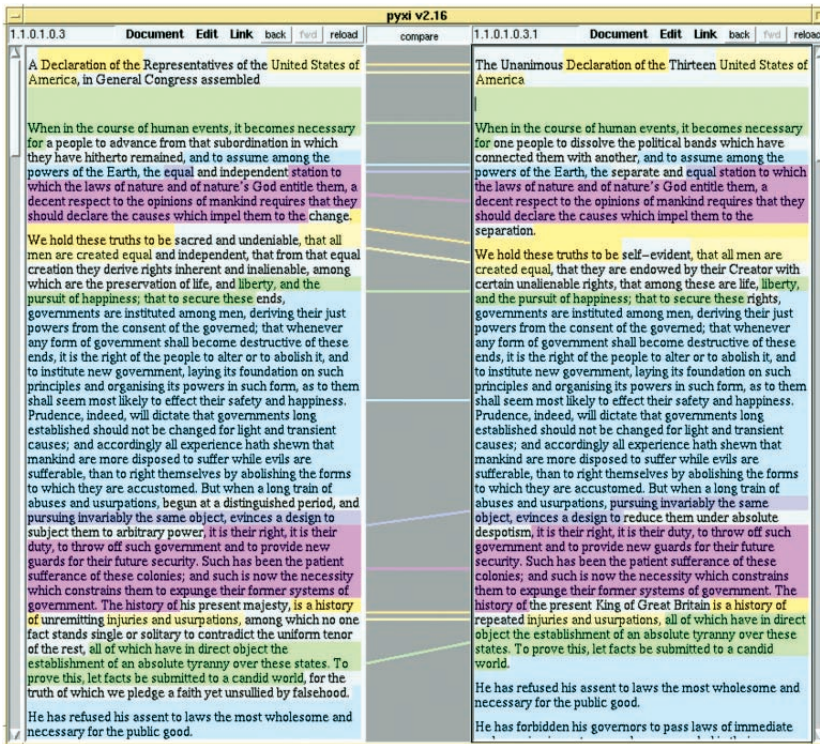 pyxi v2.16
1.1.0.1.0.3 Document Edit Link back fwd reload
compare
1.1.0.1.0.3.1 Document Edit Link back fwd reload
A Declaration of the Representatives of the United States of
America, in General Congress assembled
When in the course of human events, it becomes necessary
for a people to advance from that subordination in which
they have hitherto remained, and to assume among the
powers of the Earth, the equal and independent station to
which the laws of nature and of nature's God entitle them, a
decent respect to the opinions of mankind requires that they
should declare the causes which impel them to the change.
We hold these truths to be sacred and undeniable, that all
men are created equal and independent, that from that equal
creation they derive rights inherent and inalienable, among
which are the preservation of life, and liberty, and the
pursuit of happiness; that to secure these ends,
governments are instituted among men, deriving their just
powers from the consent of the governed; that whenever
any form of government shall become destructive of these
ends, it is the right of the people to alter or to abolish it, and
to institute new government, laying its foundation on such
principles and organising its powers in such form, as to them
shall seem most likely to effect their safety and happiness.
Prudence, indeed, will dictate that governments long
established should not be changed for light and transient
causes; and accordingly all experience hath shewn that
mankind are more disposed to suffer while evils are
sufferable, than to right themselves by abolishing the forms
to which they are accustomed. But when a long train of
abuses and usurpations, begun at a distinguished period, and
pursuing invariably the same object, evinces a design to
subject them to arbitrary power, it is their right, it is their
duty, to throw off such government and to provide new
guards for their future security. Such has been the patient
sufferance of these colonies; and such is now the necessity
which constrains them to expunge their former systems of
government. The history of his present majesty, is a history
of unremitting injuries and usurpations, among which no one
fact stands single or solitary to contradict the uniform tenor
of the rest, all of which have in direct object the
establishment of an absolute tyranny over these states. To
prove this, let facts be submitted to a candid world, for the
truth of which we pledge a faith yet unsullied by falsehood.
He has refused his assent to laws the most wholesome and
necessary for the public good.
The Unanimous Declaration of the Thirteen United States of
America
When in the course of human events, it becomes necessary
for one people to dissolve the political bands which have
connected them with another, and to assume among the
powers of the Earth, the separate and equal station to which
the laws of nature and of nature's God entitle them, a
decent respect to the opinions of mankind requires that they
should declare the causes which impel them to the
separation.
We hold these truths to be self-evident, that all men are
created equal, that they are endowed by their Creator with
certain unalienable rights, that among these are life, liberty,
and the pursuit of happiness; that to secure these rights,
governments are instituted among men, deriving their just
powers from the consent of the governed; that whenever
any form of government shall become destructive of these
ends, it is the right of the people to alter or to abolish it, and
to institute new government, laying its foundation on such
principles and organising its powers in such form, as to them
shall seem most likely to effect their safety and happiness.
Prudence, indeed, will dictate that governments long
established should not be changed for light and transient
causes; and accordingly all experience hath shewn that
mankind are more disposed to suffer while evils are
sufferable, than to right themselves by abolishing the forms
to which they are accustomed. But when a long train of
abuses and usurpations, pursuing invariably the same
object, evinces a design to reduce them under absolute
despotism, it is their right, it is their duty, to throw off such
government and to provide new guards for their future
security. Such has been the patient sufferance of these
colonies; and such is now the necessity which constrains
them to expunge their former systems of government. The
history of the present King of Great Britain is a history of
repeated injuries and usurpations, all of which have in direct
object the establishment of an absolute tyranny over these
states. To prove this, let facts be submitted to a candid
world.
He has refused his assent to laws the most wholesome and
necessary for the public good.
He has forbidden his governors to pass laws of immediate